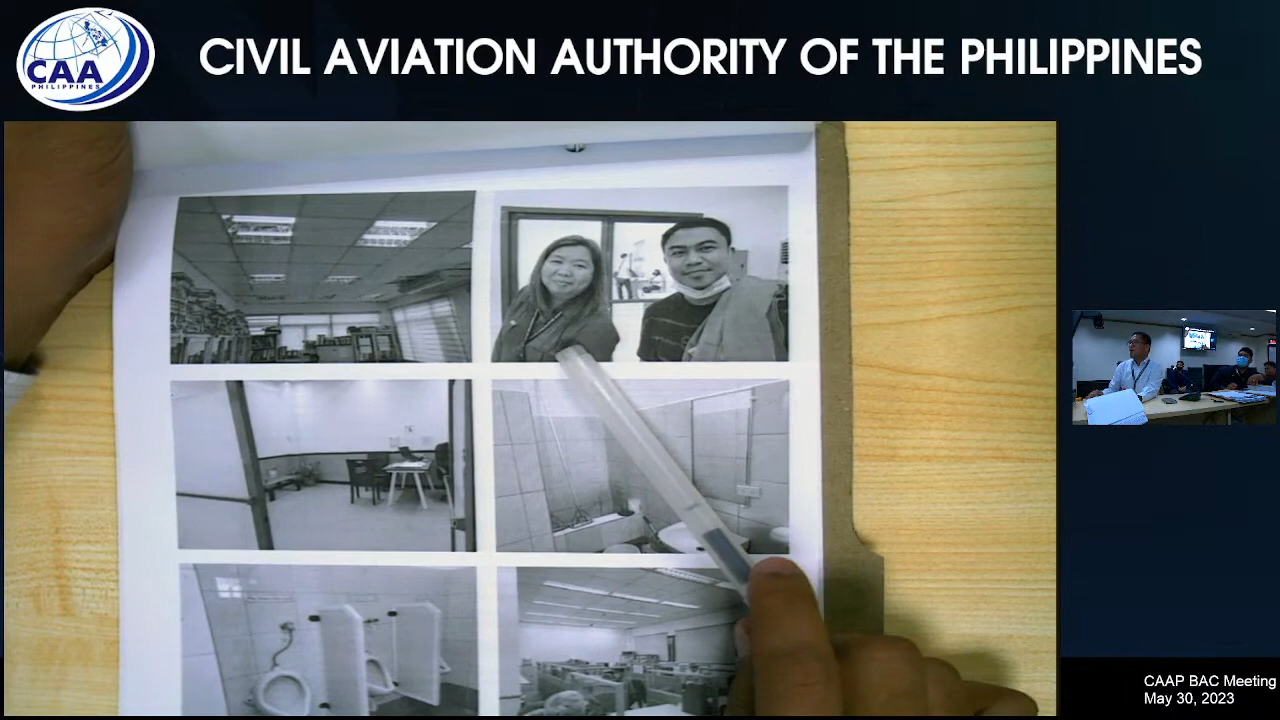 CIVIL AVIATION AUTHORITY OF THE PHILIPPINES
CAA
PHILIPPINES
CAAP BAC Meeting
May 30, 2023